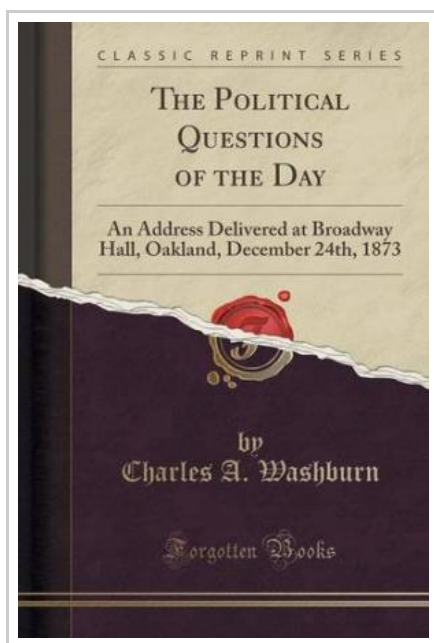 CLASSIC REPRINT SERIES
THE POLITICAL
QUESTIONS
OF THE DAY
An Address Delivered at Broadway
Hall, Oakland, December 24th, 1873
by
Charles A. Washburn
Forgotten Books